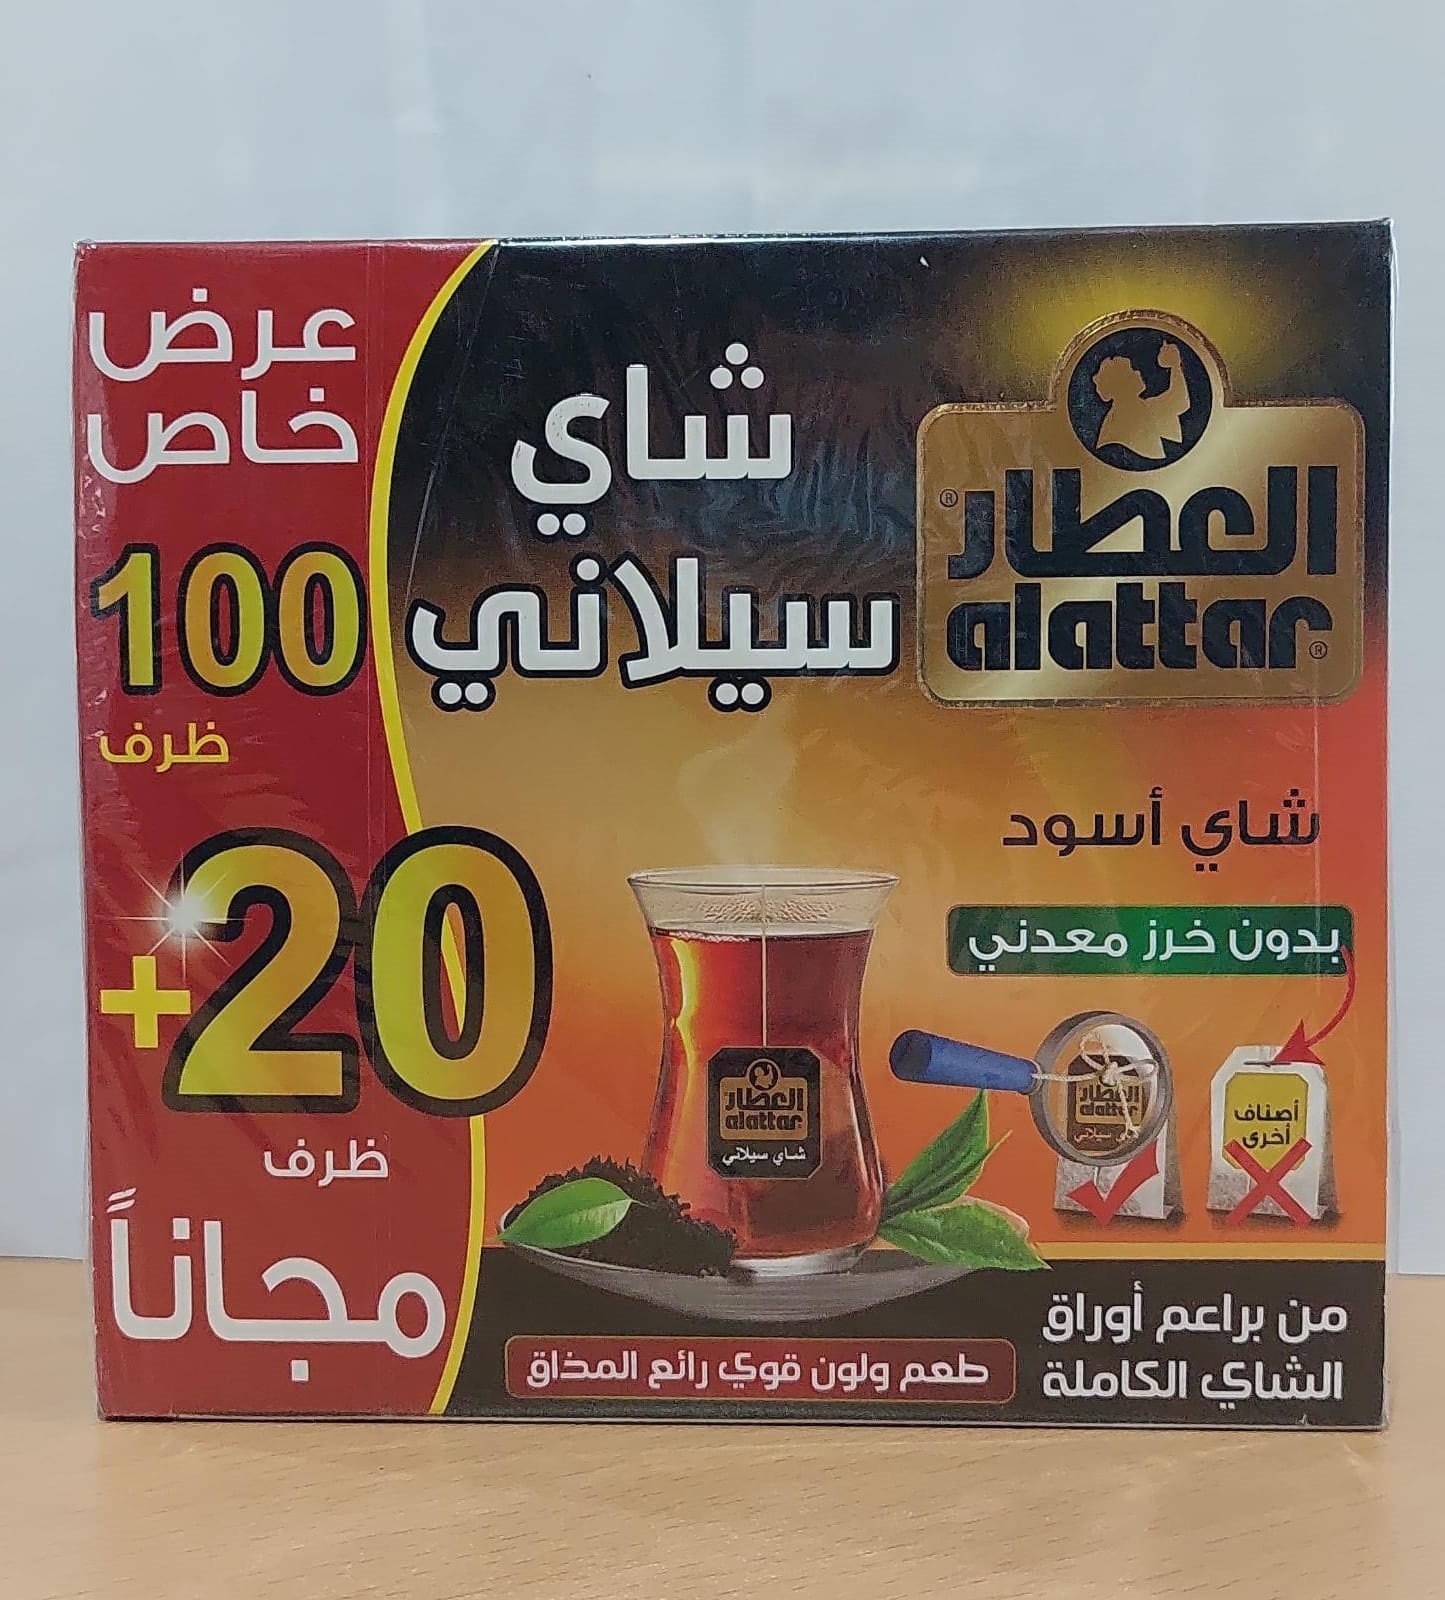 عرض
خاص
100
ظرف
+20
ظرف
مجاناً
شاي
سيلاني
العطار®
alattar®
شاي أسود
بدون خرز معدني
العطار
alattar
شاي سيلاني
العطار
alattar
أصناف
أخرى
من براعم أوراق
الشاي الكاملة
طعم ولون قوي رائع المذاق